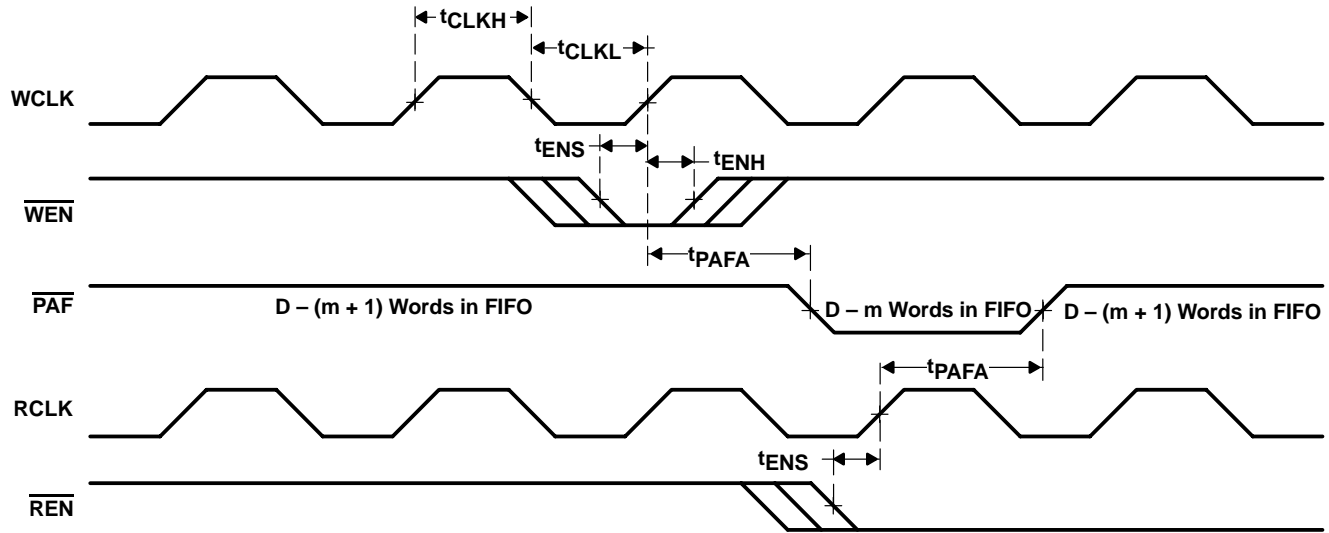 tCLKH
tCLKL
WCLK
tENS
tENH
WEN
tPAFA
PAF
D – (m + 1) Words in FIFO
D – m Words in FIFO
D – (m + 1) Words in FIFO
tPAFA
RCLK
tENS
REN